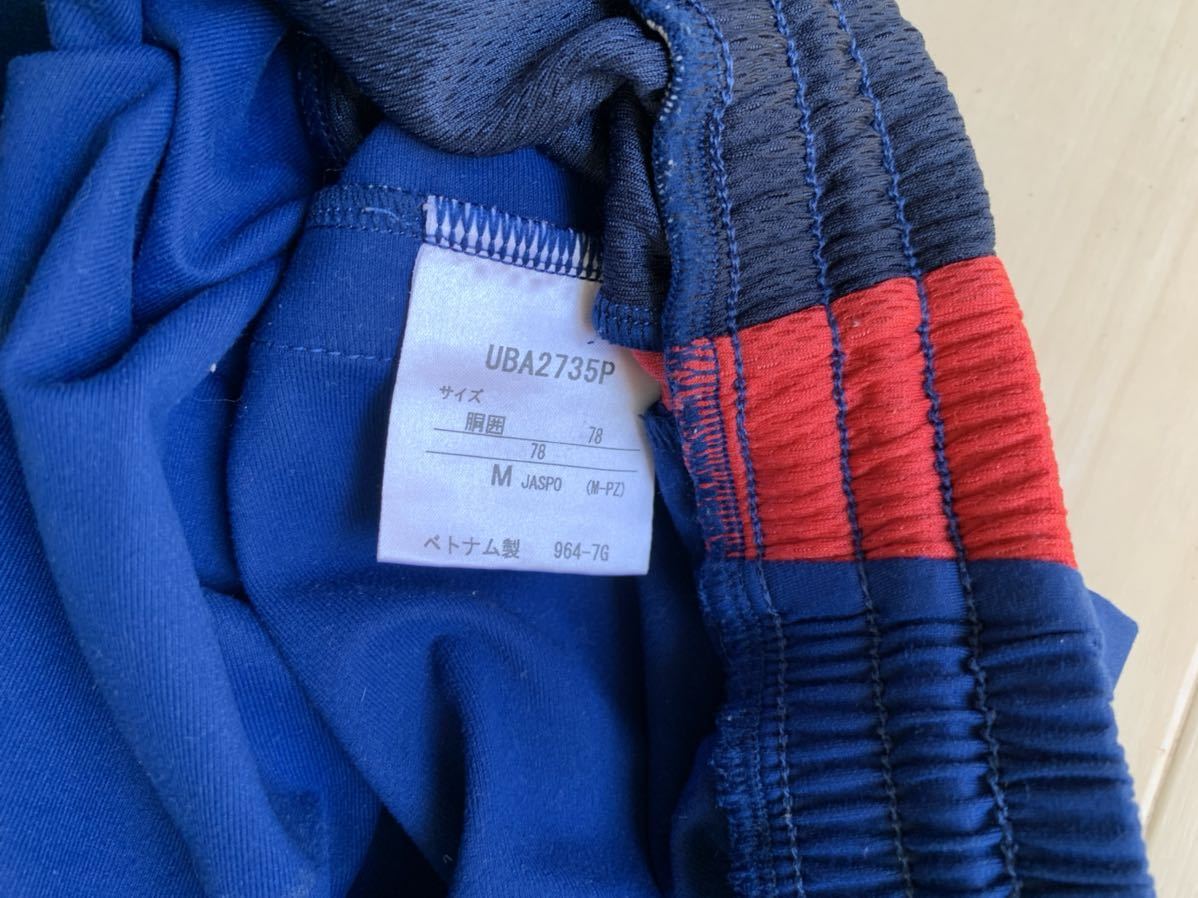 UBA2735P
サイズ
胴囲 78
78
M JASPO (M-PZ)
ベトナム製 964-7G